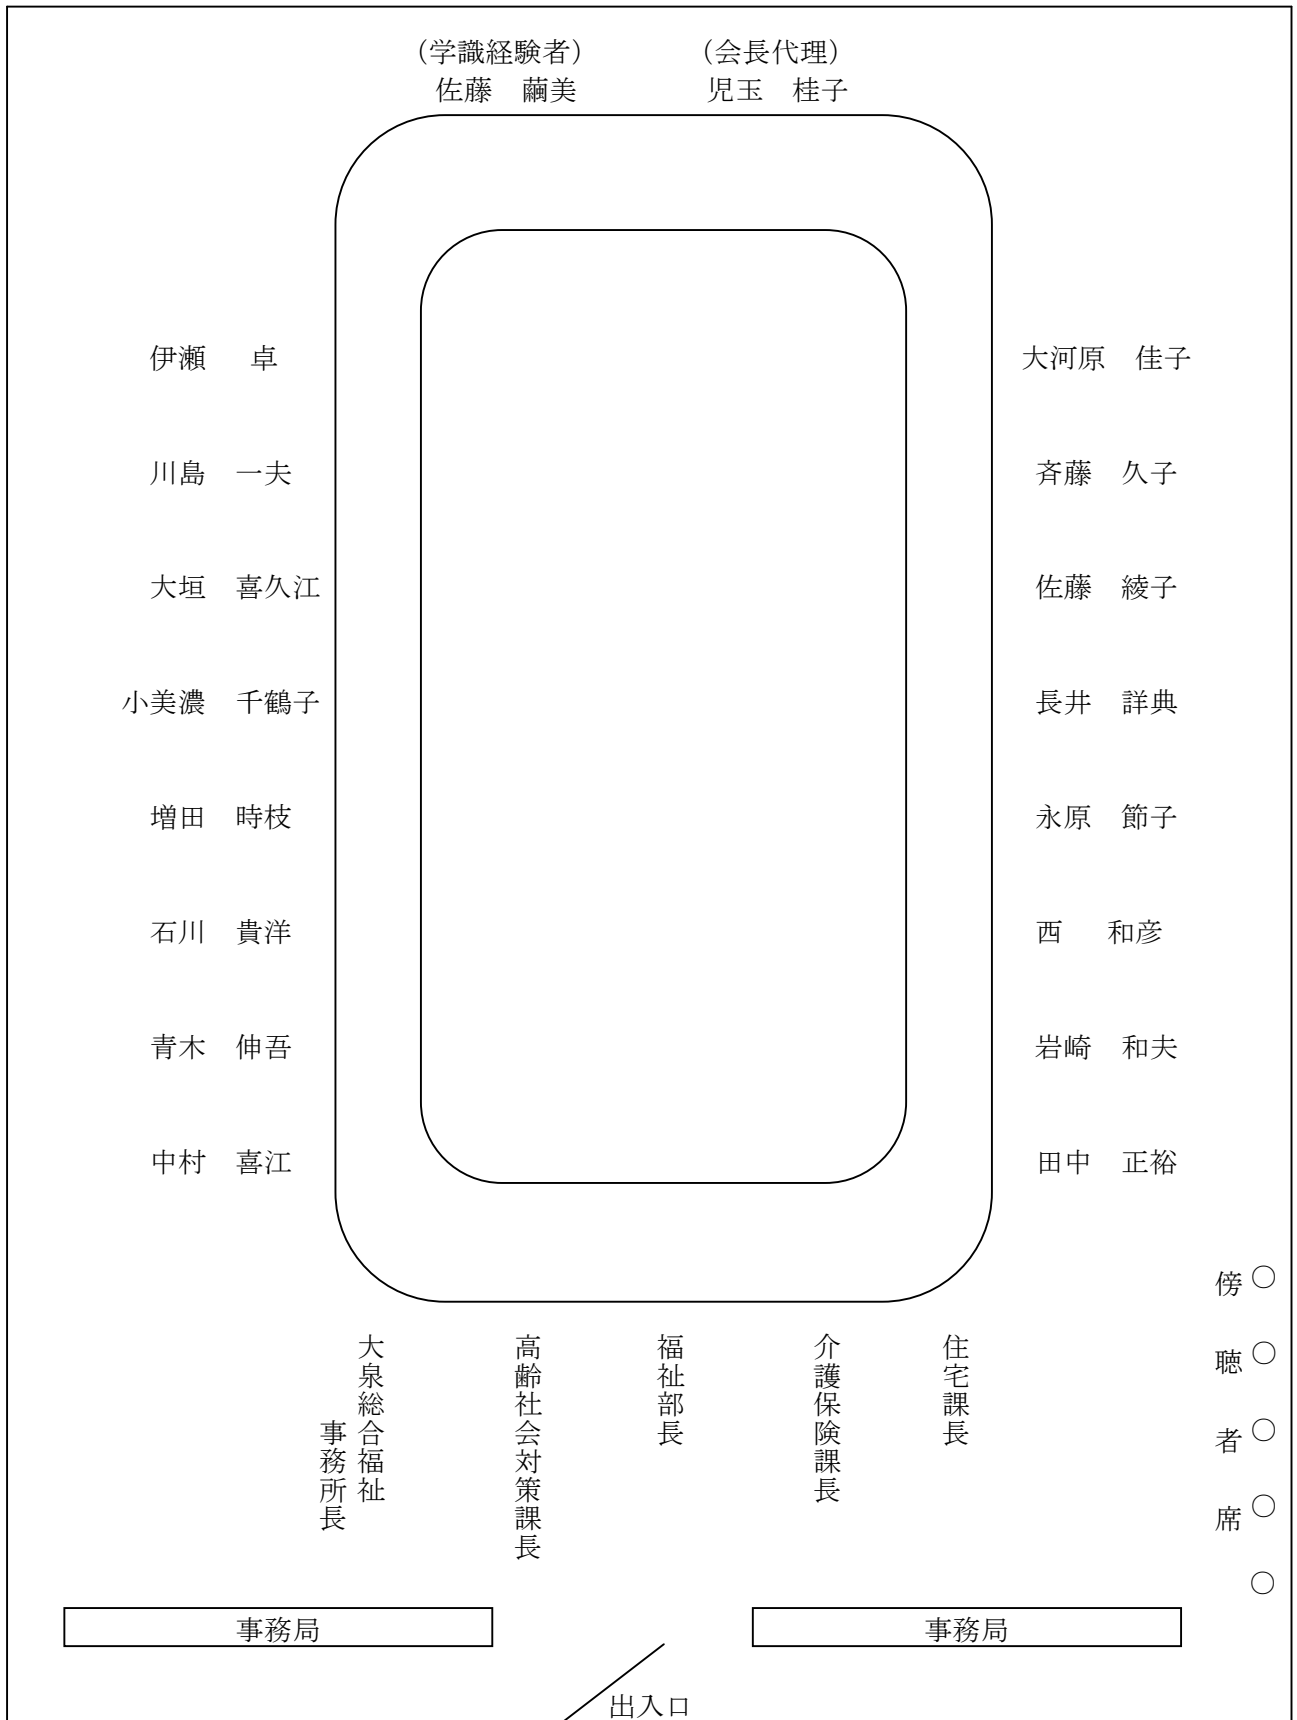 （学識経験者）　（会長代理）
佐藤　繭美　児玉　桂子
伊瀬　卓　大河原　佳子
川島　一夫　斉藤　久子
大垣　喜久江　佐藤　綾子
小美濃　千鶴子　長井　詳典
増田　時枝　永原　節子
石川　貴洋　西　和彦
青木　伸吾　岩崎　和夫
中村　喜江　田中　正裕
傍聴者席
○
○
○
○
○
大泉総合福祉
事務所長
高齢社会対策課長
福祉部長
介護保険課長
住宅課長
事務局　事務局
出入口